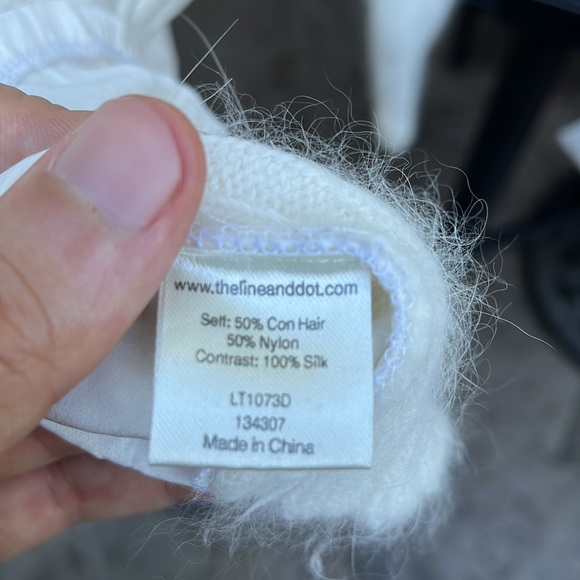 www.thelineanddot.com
Self: 50% Con Hair
50% Nylon
Contrast: 100% Silk
LT1073D
134307
Made in China